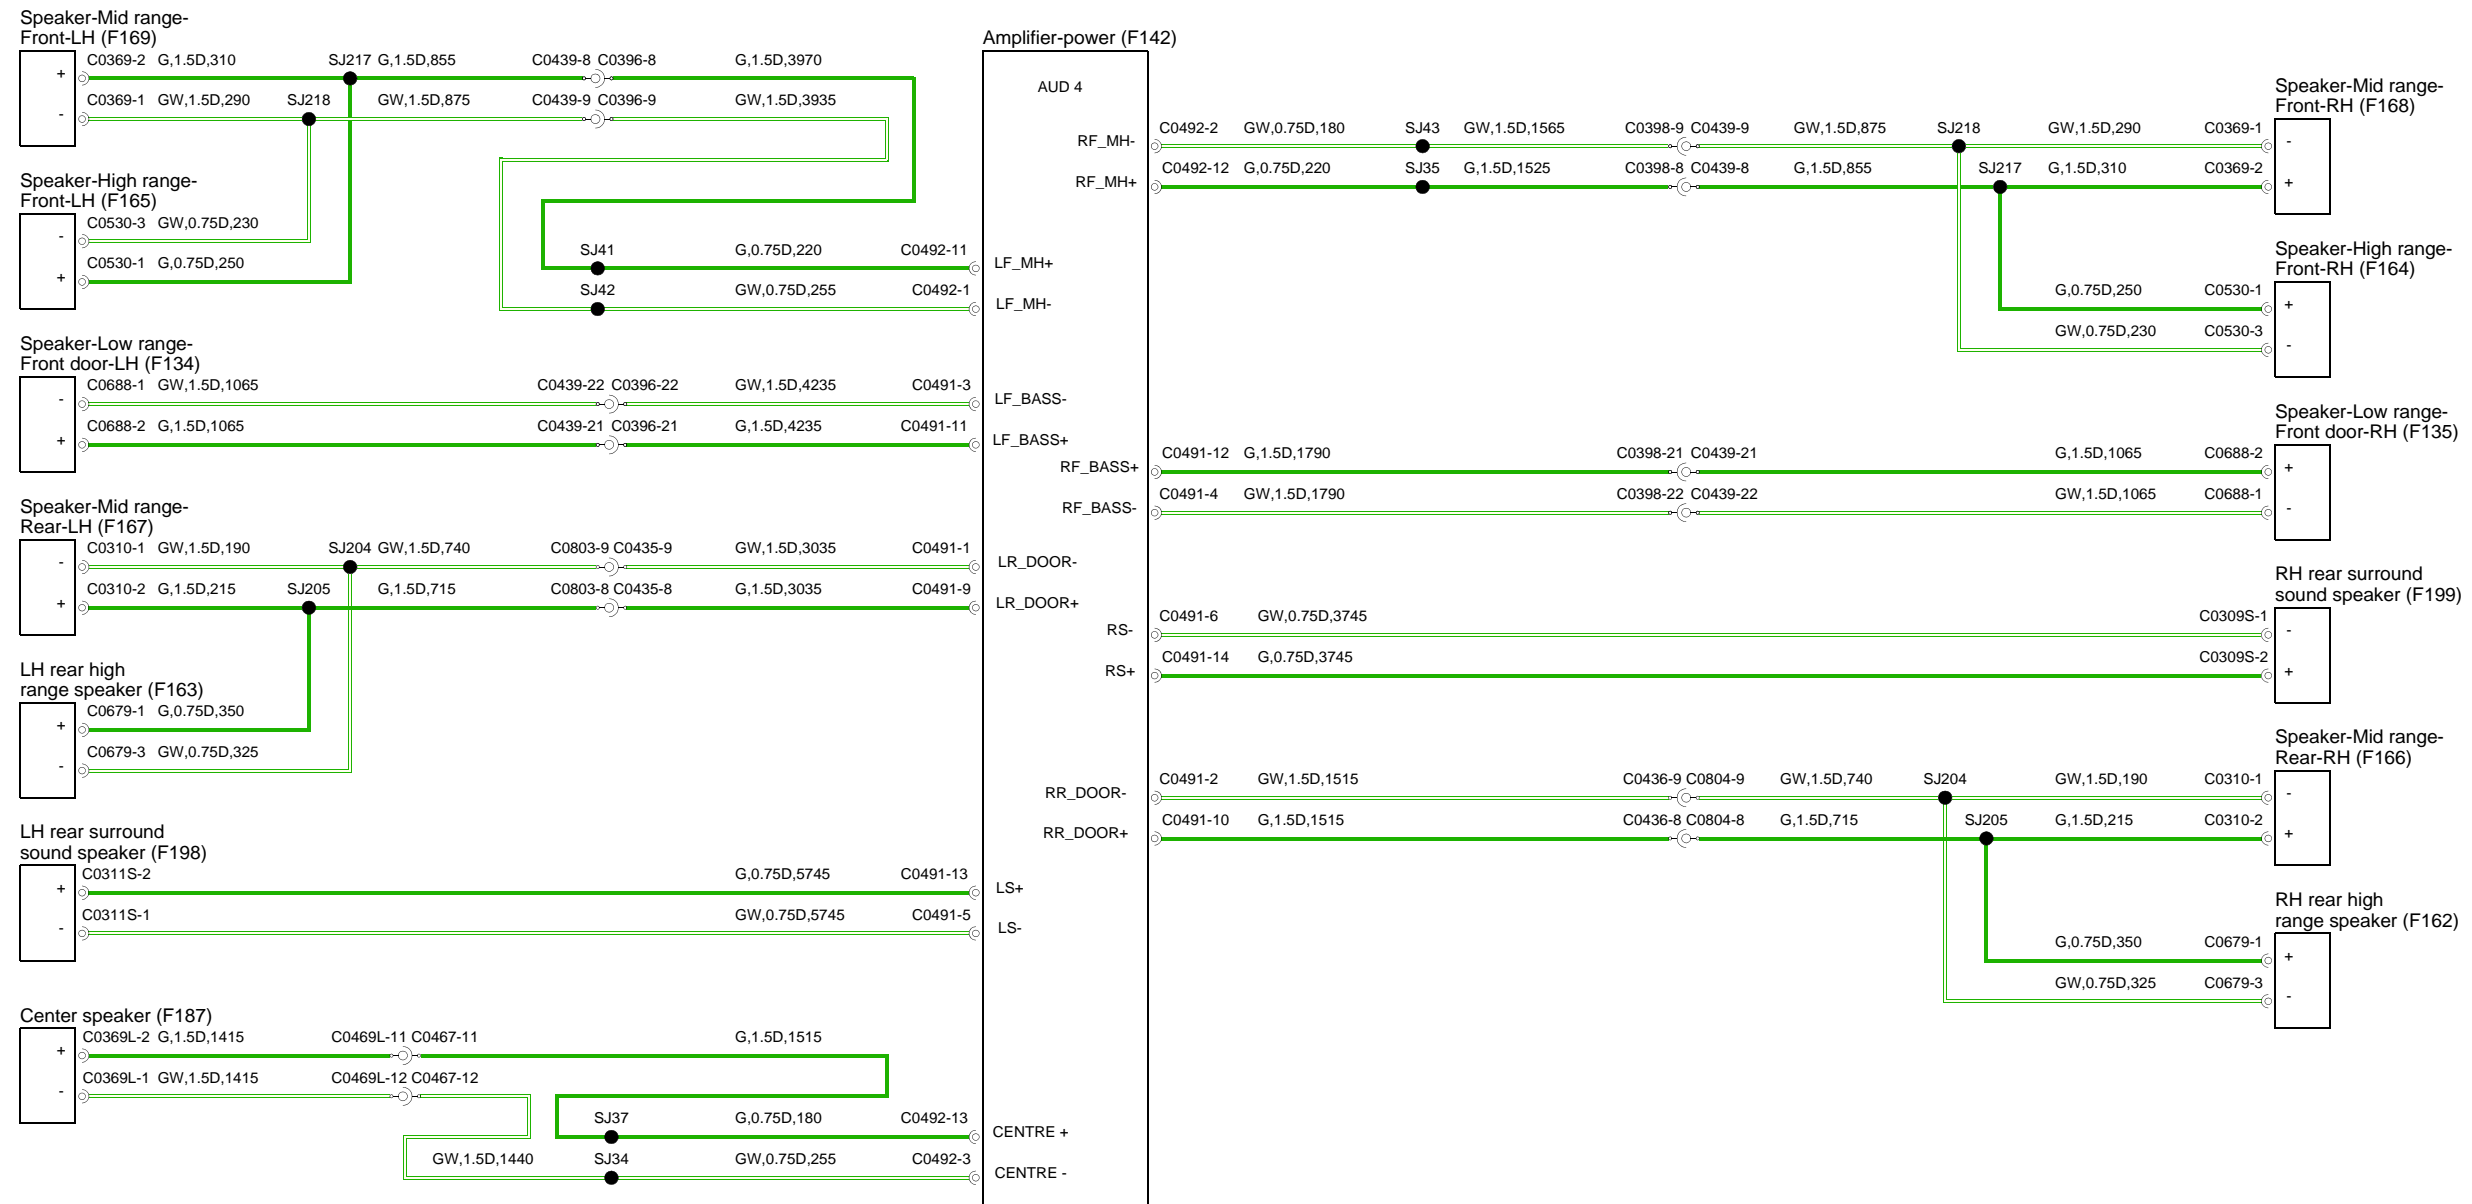 Speaker-Mid range-
Front-LH (F169)
C0369-2 G,1.5D,310 SJ217 G,1.5D,855 C0439-8 C0396-8 G,1.5D,3970
+
C0369-1 GW,1.5D,290 SJ218 GW,1.5D,875 C0439-9 C0396-9 GW,1.5D,3935
-
Speaker-High range-
Front-LH (F165)
C0530-3 GW,0.75D,230
-
C0530-1 G,0.75D,250
+
SJ41 G,0.75D,220 C0492-11
SJ42 GW,0.75D,255 C0492-1
Speaker-Low range-
Front door-LH (F134)
C0688-1 GW,1.5D,1065 C0439-22 C0396-22 GW,1.5D,4235 C0491-3
-
C0688-2 G,1.5D,1065 C0439-21 C0396-21 G,1.5D,4235 C0491-11
+
Speaker-Mid range-
Rear-LH (F167)
C0310-1 GW,1.5D,190 SJ204 GW,1.5D,740 C0803-9 C0435-9 GW,1.5D,3035 C0491-1
-
C0310-2 G,1.5D,215 SJ205 G,1.5D,715 C0803-8 C0435-8 G,1.5D,3035 C0491-9
+
LH rear high
range speaker (F163)
C0679-1 G,0.75D,350
+
C0679-3 GW,0.75D,325
-
LH rear surround
sound speaker (F198)
C0311S-2 G,0.75D,5745 C0491-13
+
C0311S-1 GW,0.75D,5745 C0491-5
-
Center speaker (F187)
C0369L-2 G,1.5D,1415 C0469L-11 C0467-11 G,1.5D,1515
+
C0369L-1 GW,1.5D,1415 C0469L-12 C0467-12
-
SJ37 G,0.75D,180 C0492-13
GW,1.5D,1440 SJ34 GW,0.75D,255 C0492-3
Amplifier-power (F142)
AUD 4
RF_MH-
RF_MH+
LF_MH+
LF_MH-
LF_BASS-
LF_BASS+
RF_BASS+
RF_BASS-
LR_DOOR-
LR_DOOR+
RS-
RS+
RR_DOOR-
RR_DOOR+
LS+
LS-
CENTRE +
CENTRE -
Speaker-Mid range-
Front-RH (F168)
C0492-2 GW,0.75D,180 SJ43 GW,1.5D,1565 C0398-9 C0439-9 GW,1.5D,875 SJ218 GW,1.5D,290 C0369-1
-
C0492-12 G,0.75D,220 SJ35 G,1.5D,1525 C0398-8 C0439-8 G,1.5D,855 SJ217 G,1.5D,310 C0369-2
+
Speaker-High range-
Front-RH (F164)
G,0.75D,250 C0530-1
+
GW,0.75D,230 C0530-3
-
Speaker-Low range-
Front door-RH (F135)
C0491-12 G,1.5D,1790 C0398-21 C0439-21 G,1.5D,1065 C0688-2
+
C0491-4 GW,1.5D,1790 C0398-22 C0439-22 GW,1.5D,1065 C0688-1
-
RH rear surround
sound speaker (F199)
C0491-6 GW,0.75D,3745 C0309S-1
-
C0491-14 G,0.75D,3745 C0309S-2
+
Speaker-Mid range-
Rear-RH (F166)
C0491-2 GW,1.5D,1515 C0436-9 C0804-9 GW,1.5D,740 SJ204 GW,1.5D,190 C0310-1
-
C0491-10 G,1.5D,1515 C0436-8 C0804-8 G,1.5D,715 SJ205 G,1.5D,215 C0310-2
+
RH rear high
range speaker (F162)
G,0.75D,350 C0679-1
+
GW,0.75D,325 C0679-3
-